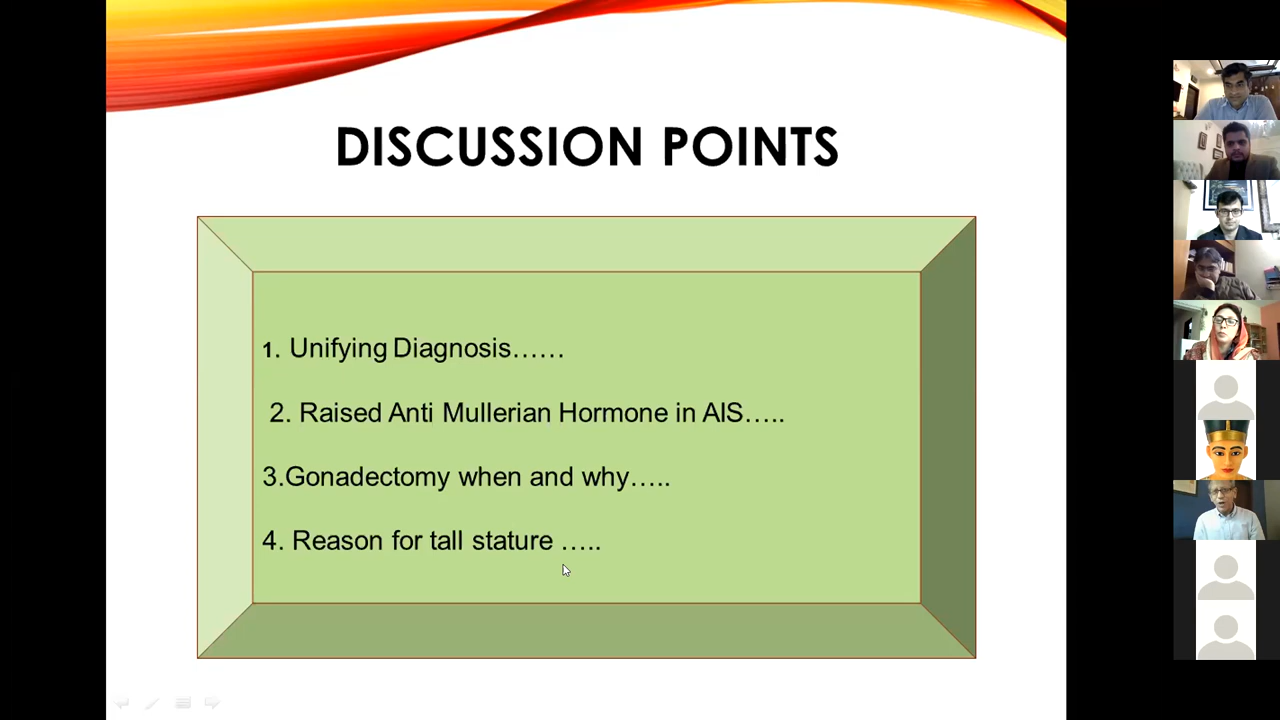 DISCUSSION POINTS
1. Unifying Diagnosis……
2. Raised Anti Mullerian Hormone in AIS…..
3.Gonadectomy when and why…..
4. Reason for tall stature …..